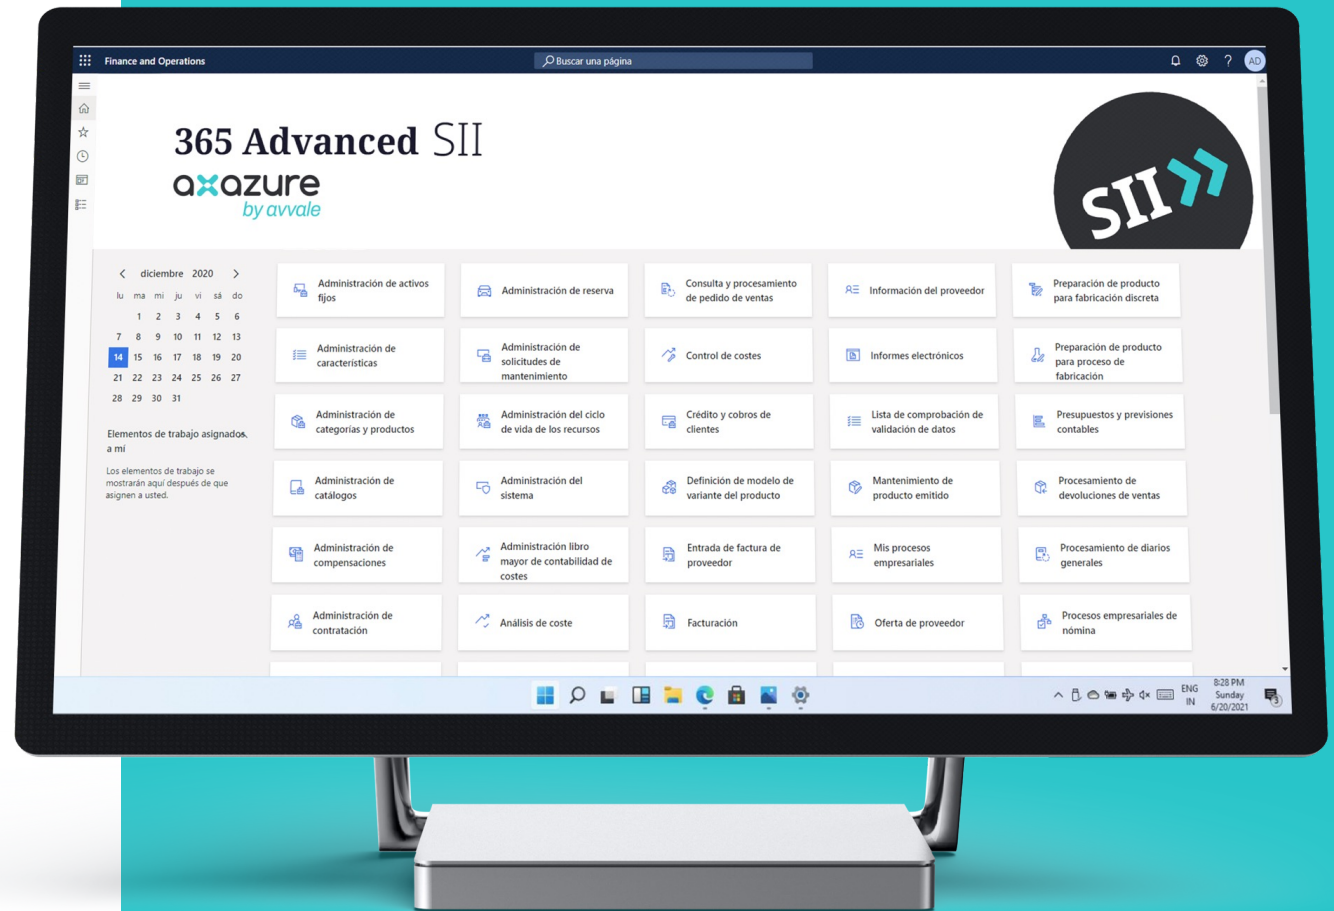 Finance and Operations
Buscar una página
AD
365 Advanced SII
axazure
by avvale
SII
diciembre 2020
lu ma mi ju vi sá do
1 2 3 4 5 6
7 8 9 10 11 12 13
14 15 16 17 18 19 20
21 22 23 24 25 26 27
28 29 30 31
Elementos de trabajo asignados
a mí
Los elementos de trabajo se
mostrarán aquí después de que
asignen a usted.
Administración de activos
fijos
Administración de reserva
Consulta y procesamiento
de pedido de ventas
Información del proveedor
Preparación de producto
para fabricación discreta
Administración de
características
Administración de
solicitudes de
mantenimiento
Control de costes
Informes electrónicos
Preparación de producto
para proceso de
fabricación
Administración de
categorías y productos
Administración del ciclo
de vida de los recursos
Crédito y cobros de
clientes
Lista de comprobación de
validación de datos
Presupuestos y previsiones
contables
Administración de
catálogos
Administración del
sistema
Definición de modelo de
variante del producto
Mantenimiento de
producto emitido
Procesamiento de
devoluciones de ventas
Administración de
compensaciones
Administración libro
mayor de contabilidad de
costes
Entrada de factura de
proveedor
Mis procesos
empresariales
Procesamiento de diarios
generales
Administración de
contratación
Análisis de coste
Facturación
Oferta de proveedor
Procesos empresariales de
nómina
ENG
IN
8:28 PM
Sunday
6/20/2021
3